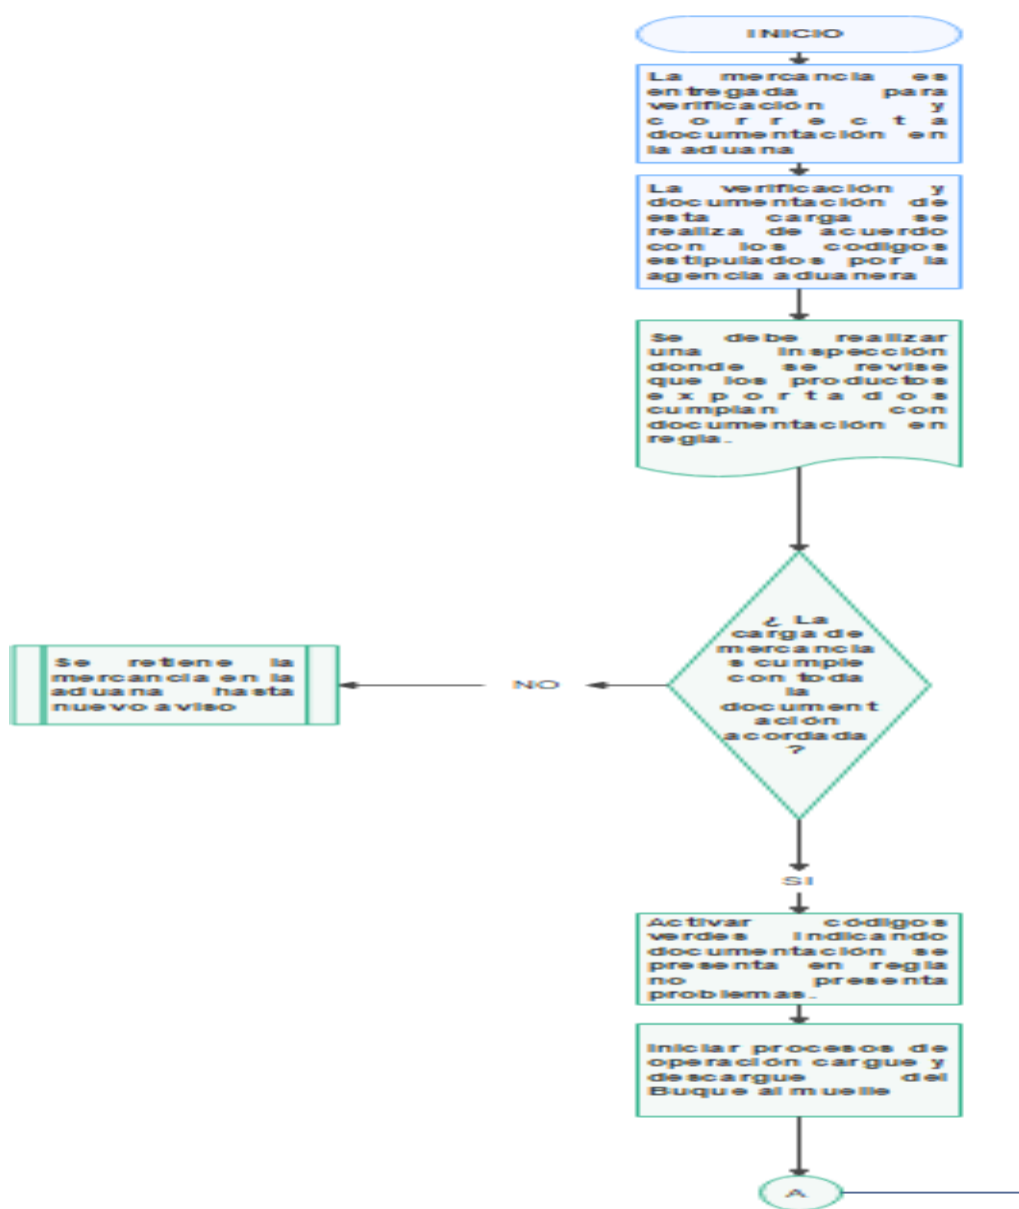 INICIO
La mercancia es
entregada para
verificación y
correcta
documentación en
la aduana
La verificación y
documentación de
esta carga se
realiza de acuerdo
con los codigos
estipulados por la
agencia aduanera
Se debe realizar
una inspección
donde se revise
que los productos
exportados
cumplan con
documentación en
regla.
¿ La
carga de
mercancia
s cumple
con toda
la
document
ación
acordada
?
NO
Se retiene la
mercancia en la
aduana hasta
nuevo aviso
SI
Activar códigos
verdes indicando
documentación se
presenta en regla
no presenta
problemas.
Iniciar procesos de
operación cargue y
descargue del
Buque al muelle
A